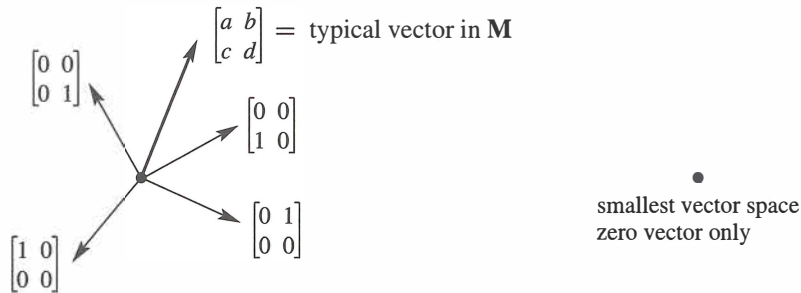 [a b
c d] = typical vector in M
[0 0
0 1]
[0 0
1 0]
[0 1
0 0]
[1 0
0 0]
smallest vector space
zero vector only